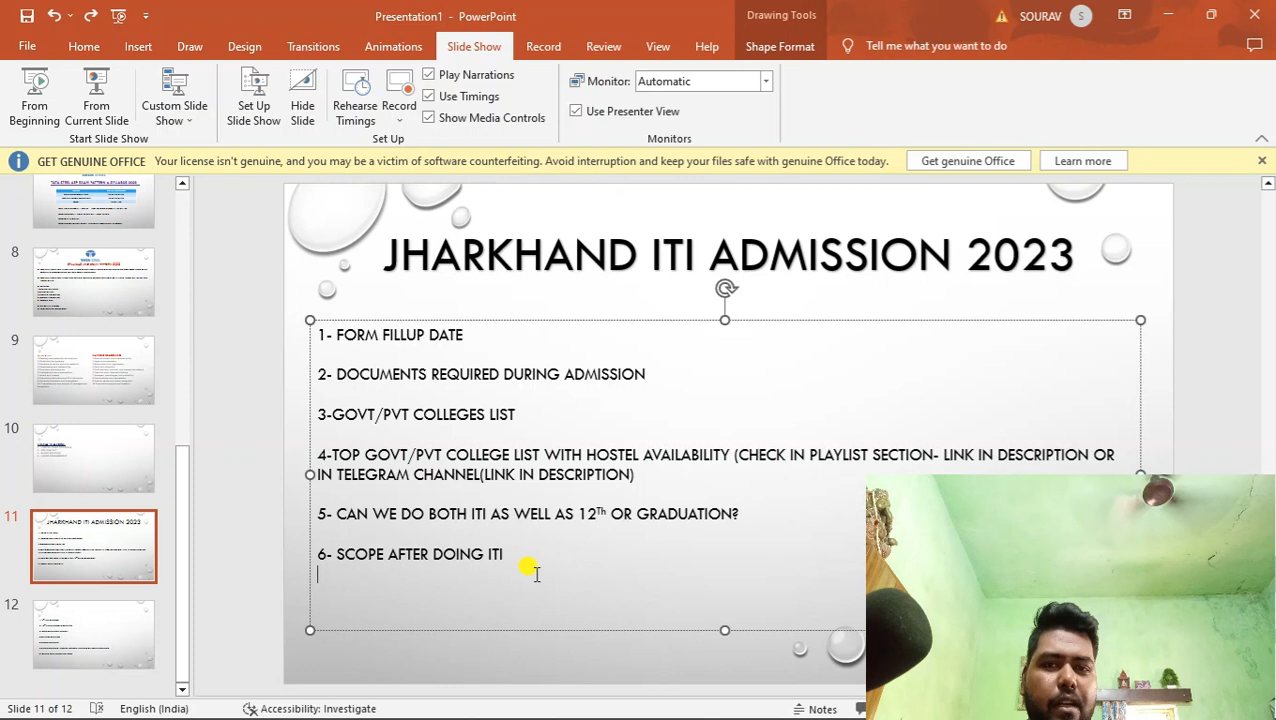 Presentation1 - PowerPoint
Drawing Tools
SOURAV
S
File
Home
Insert
Draw
Design
Transitions
Animations
Slide Show
Record
Review
View
Help
Shape Format
Tell me what you want to do
From Beginning
From Current Slide
Custom Slide Show
Set Up Slide Show
Hide Slide
Rehearse Timings
Record
Play Narrations
Use Timings
Show Media Controls
Monitor:
Automatic
Use Presenter View
Start Slide Show
Set Up
Monitors
GET GENUINE OFFICE
Your license isn't genuine, and you may be a victim of software counterfeiting. Avoid interruption and keep your files safe with genuine Office today.
Get genuine Office
Learn more
8
9
10
11
JHARKHAND ITI ADMISSION 2023
12
JHARKHAND ITI ADMISSION 2023
1- FORM FILLUP DATE
2- DOCUMENTS REQUIRED DURING ADMISSION
3-GOVT/PVT COLLEGES LIST
4-TOP GOVT/PVT COLLEGE LIST WITH HOSTEL AVAILABILITY (CHECK IN PLAYLIST SECTION- LINK IN DESCRIPTION OR
IN TELEGRAM CHANNEL(LINK IN DESCRIPTION)
5- CAN WE DO BOTH ITI AS WELL AS 12Th OR GRADUATION?
6- SCOPE AFTER DOING ITI
Slide 11 of 12
English (India)
Accessibility: Investigate
Notes